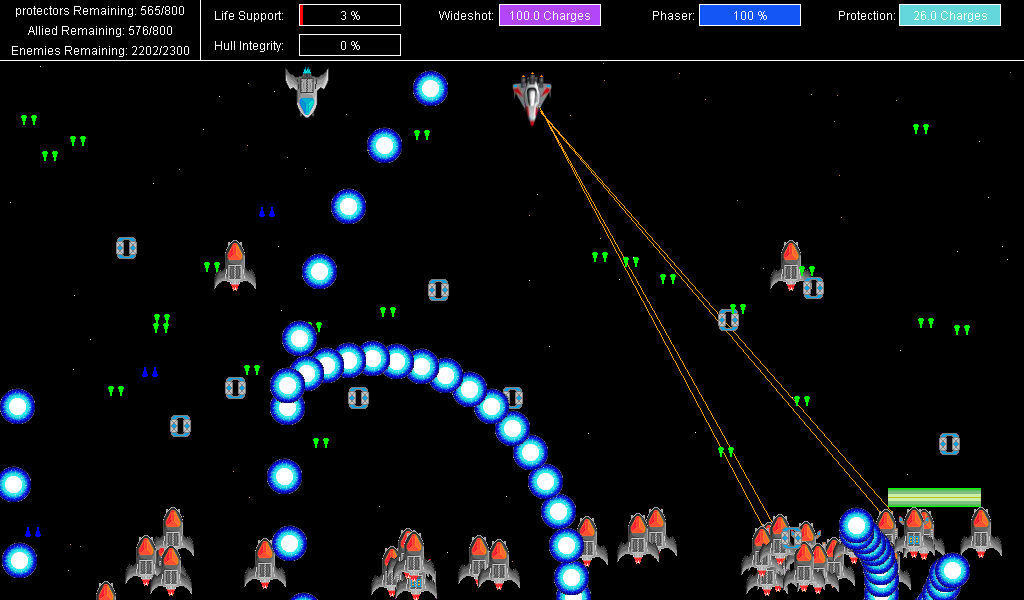 protectors Remaining: 565/800
Allied Remaining: 576/800
Enemies Remaining: 2202/2300
Life Support: 3 %
Hull Integrity: 0 %
Wideshot: 100.0 Charges
Phaser: 100 %
Protection: 26.0 Charges